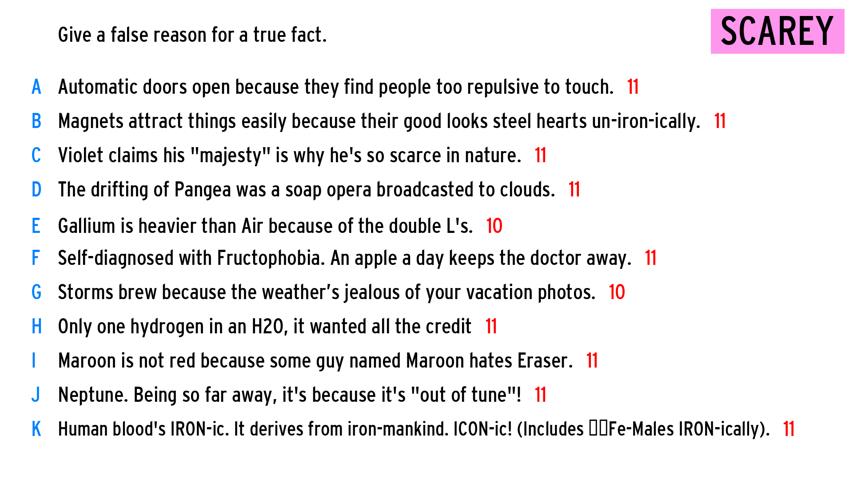 Give a false reason for a true fact.
SCAREY
A Automatic doors open because they find people too repulsive to touch. 11
B Magnets attract things easily because their good looks steel hearts un-iron-ically. 11
C Violet claims his "majesty" is why he's so scarce in nature. 11
D The drifting of Pangea was a soap opera broadcasted to clouds. 11
E Gallium is heavier than Air because of the double L's. 10
F Self-diagnosed with Fructophobia. An apple a day keeps the doctor away. 11
G Storms brew because the weather’s jealous of your vacation photos. 10
H Only one hydrogen in an H2O, it wanted all the credit 11
I Maroon is not red because some guy named Maroon hates Eraser. 11
J Neptune. Being so far away, it's because it's "out of tune"! 11
K Human blood's IRON-ic. It derives from iron-mankind. ICON-ic! (Includes Fe-Males IRON-ically). 11